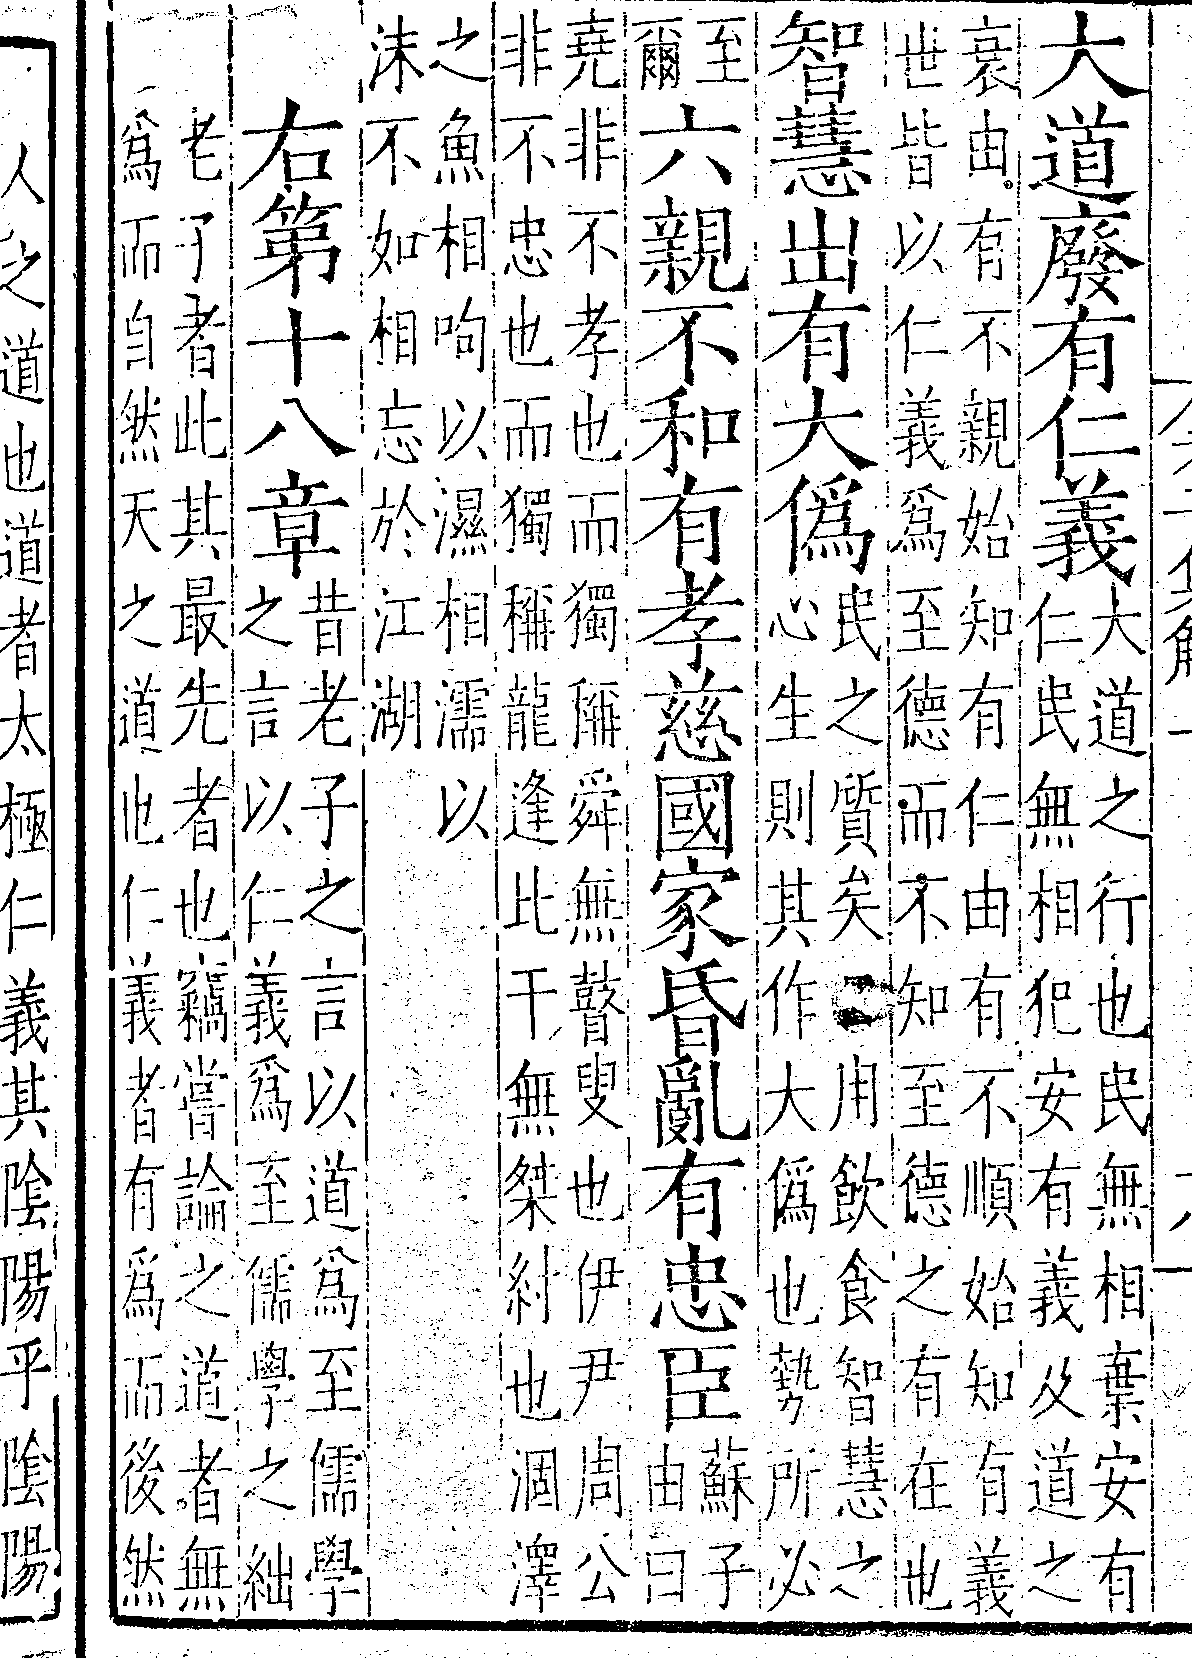 大道廢有仁義
大道之行也民無相棄安有
仁民無相犯安有義及道之
衰由有不親始知有仁由有不順始知有義
世皆以仁義爲至德而不知至德之有在也
智慧出有大僞
民之質矣用飲食智慧之
心生則其作大僞也勢所必
至
爾
六親不和有孝慈國家昏亂有忠臣
蘇子
由曰
堯非不孝也而獨稱舜無瞽叟也伊尹周公
非不忠也而獨稱龍逢比干無桀紂也涸澤
之魚相呴以濕相濡以
沫不如相忘於江湖
右第十八章
昔老子之言以道爲至儒學
之言以仁義爲至儒學之絀
老子者此其最先者也竊嘗論之道者無
爲而自然天之道也仁義者有爲而後然
人之道也道者太極仁義其陰陽乎陰陽